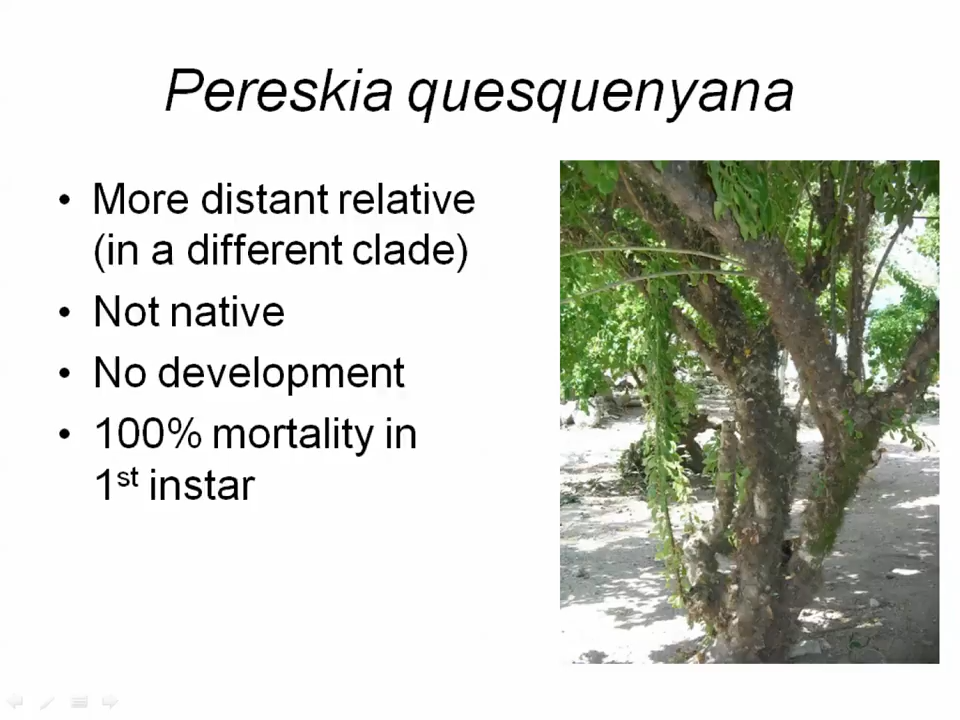 Pereskia quesquenyana
• More distant relative
(in a different clade)
• Not native
• No development
• 100% mortality in
1st instar